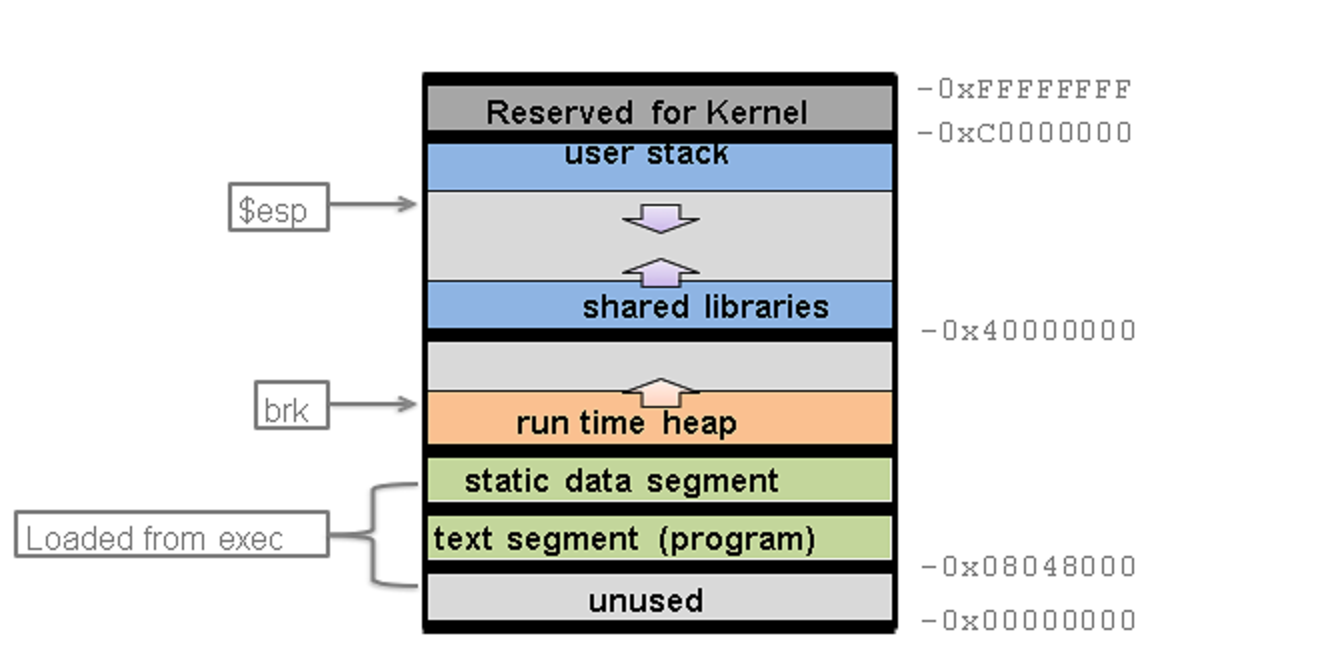 -0xFFFFFFFF
Reserved for Kernel
-0xC0000000
user stack
$esp
shared libraries
-0x40000000
brk
run time heap
static data segment
Loaded from exec
text segment (program)
-0x08048000
unused
-0x00000000